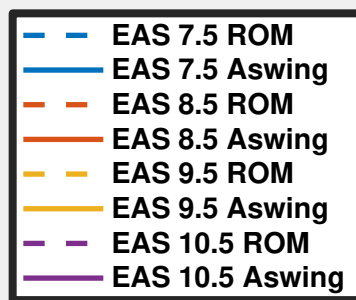 EAS 7.5 ROM
EAS 7.5 Aswing
EAS 8.5 ROM
EAS 8.5 Aswing
EAS 9.5 ROM
EAS 9.5 Aswing
EAS 10.5 ROM
EAS 10.5 Aswing